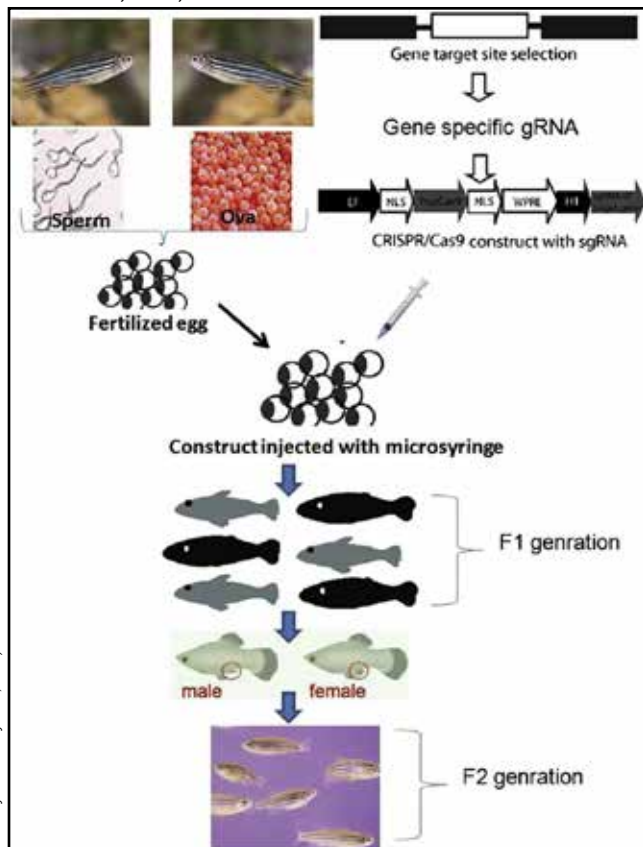 Gene target site selection
Gene specific gRNA
Sperm
Ova
EF
NLS
NLS
WPRE
CRISPR/Cas9 construct with sgRNA
Fertilized egg
Construct injected with microsyringe
F1 genration
male
female
F2 genration